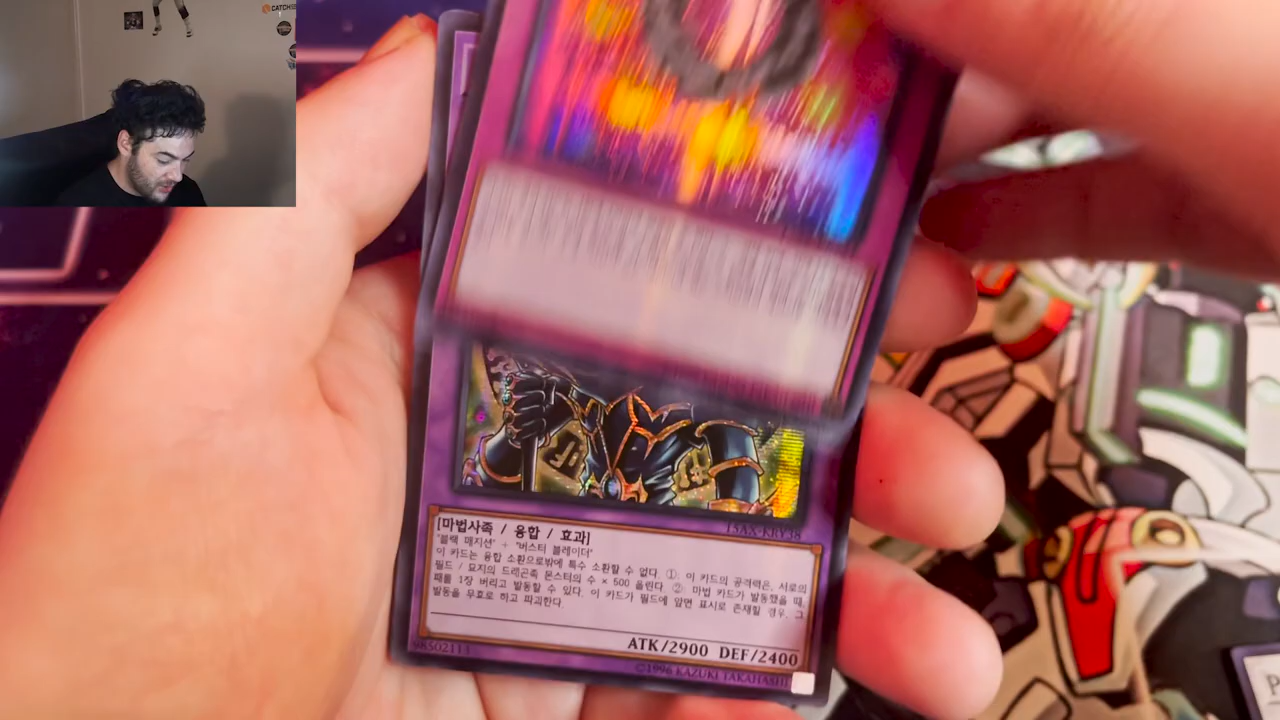 CATCH
15AX-KRY38
[마법사족 / 융합 / 효과]
"블랙 매지션" + "버스터 블레이더"
이 카드는 융합 소환으로밖에 특수 소환할 수 없다. ①: 이 카드의 공격력은, 서로의
필드 / 묘지의 드래곤족 몬스터의 수 × 500 올린다. ②: 마법 카드가 발동했을 때,
패를 1장 버리고 발동할 수 있다. 이 카드가 필드에 앞면 표시로 존재할 경우, 그
발동을 무효로 하고 파괴한다.
ATK/2900 DEF/2400
98502113
©1996 KAZUKI TAKAHASHI
P